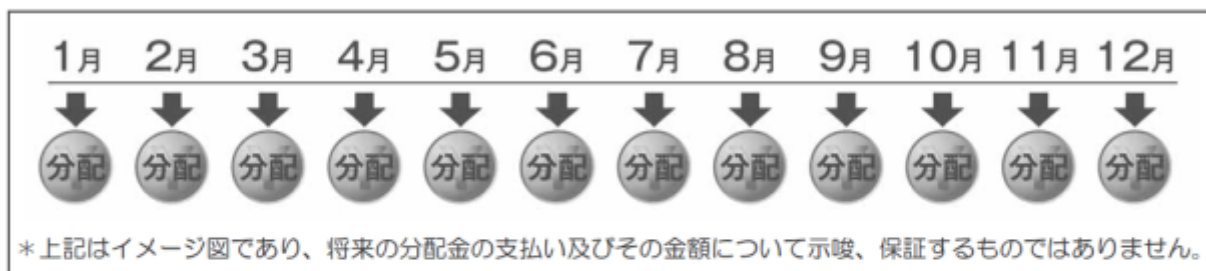 1月 2月 3月 4月 5月 6月 7月 8月 9月 10月 11月 12月
分配 分配 分配 分配 分配 分配 分配 分配 分配 分配 分配 分配
＊上記はイメージ図であり、将来の分配金の支払い及びその金額について示唆、保証するものではありません。